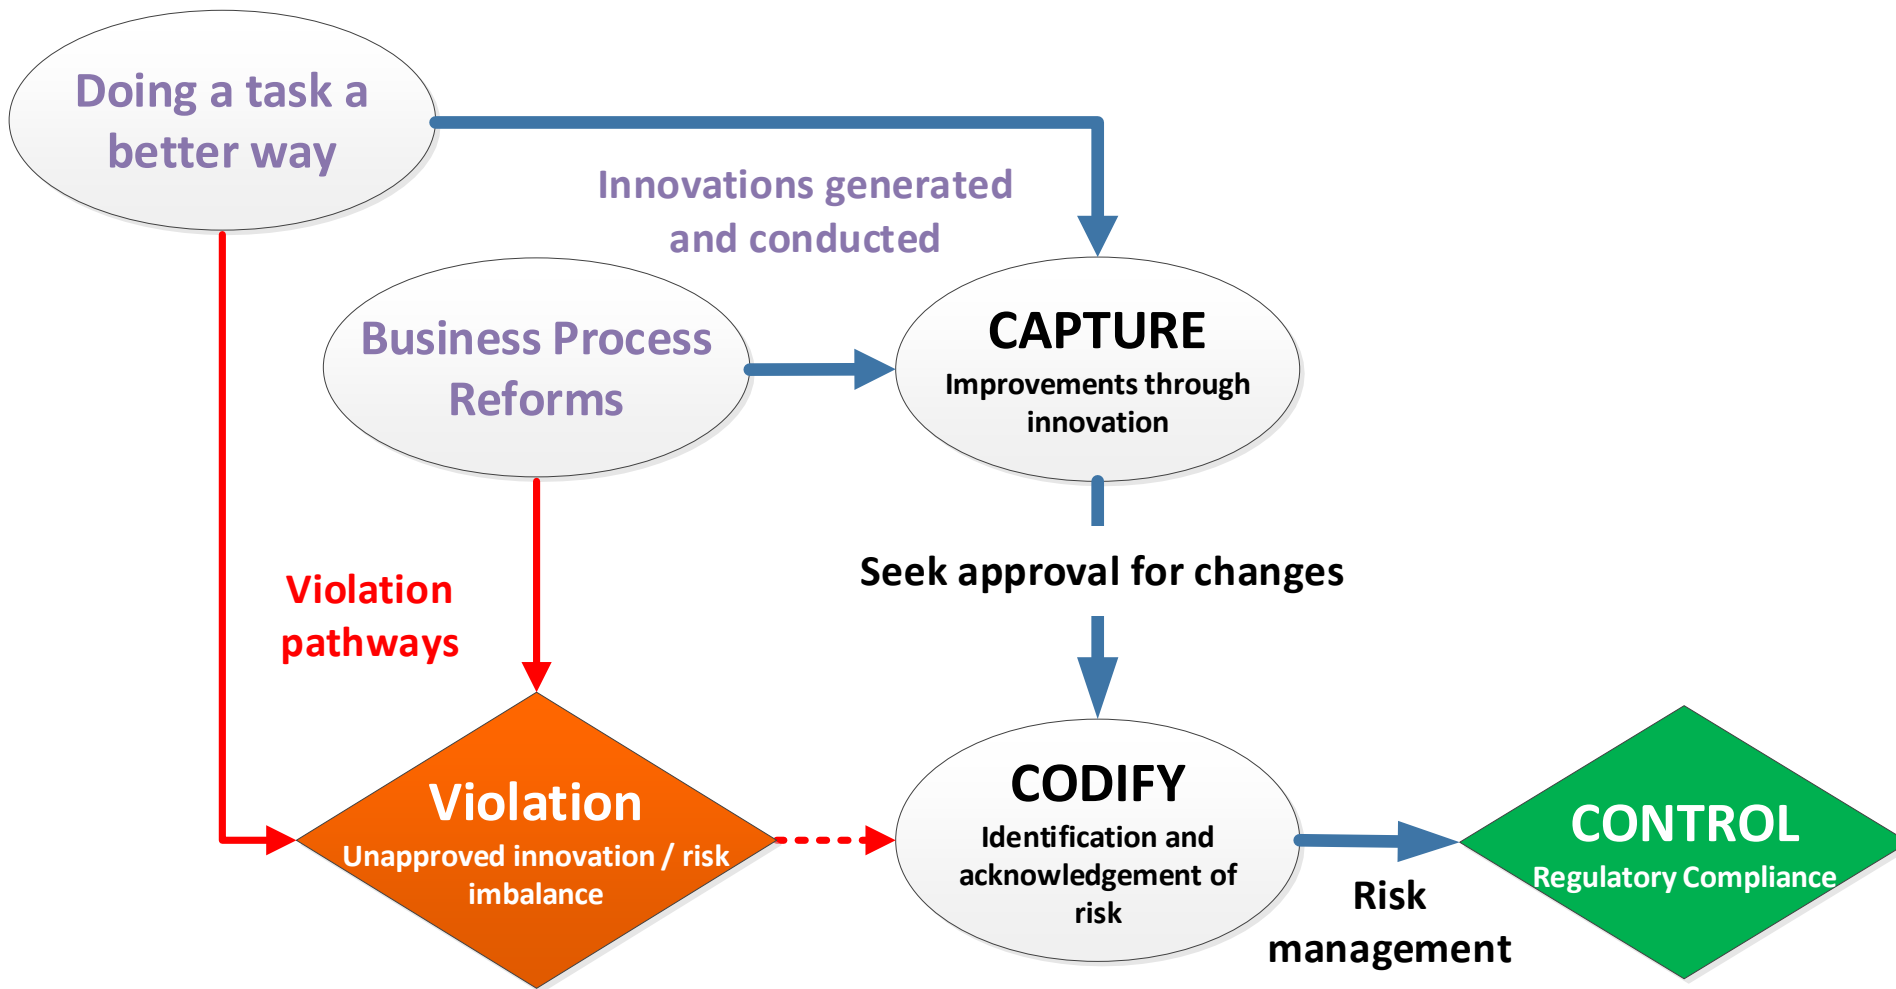 Doing a task a
better way
Innovations generated
and conducted
Business Process
Reforms
CAPTURE
Improvements through
innovation
Seek approval for changes
Violation
pathways
Violation
Unapproved innovation / risk
imbalance
CODIFY
Identification and
acknowledgement of
risk
Risk
management
CONTROL
Regulatory Compliance